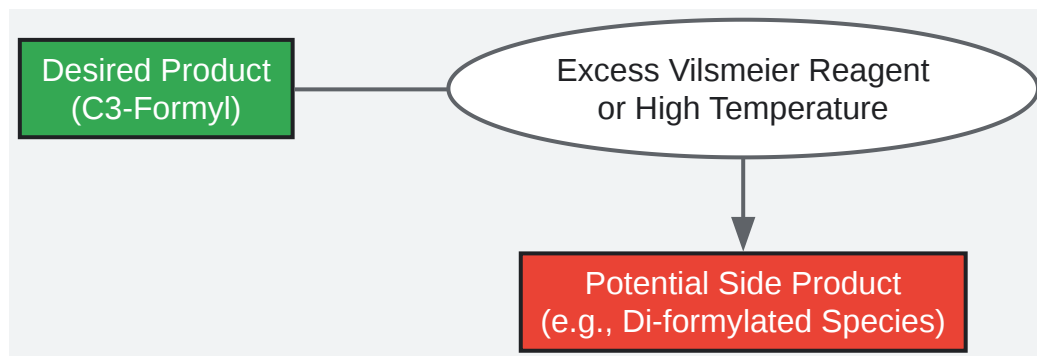 Desired Product
(C3-Formyl)
Excess Vilsmeier Reagent
or High Temperature
Potential Side Product
(e.g., Di-formylated Species)